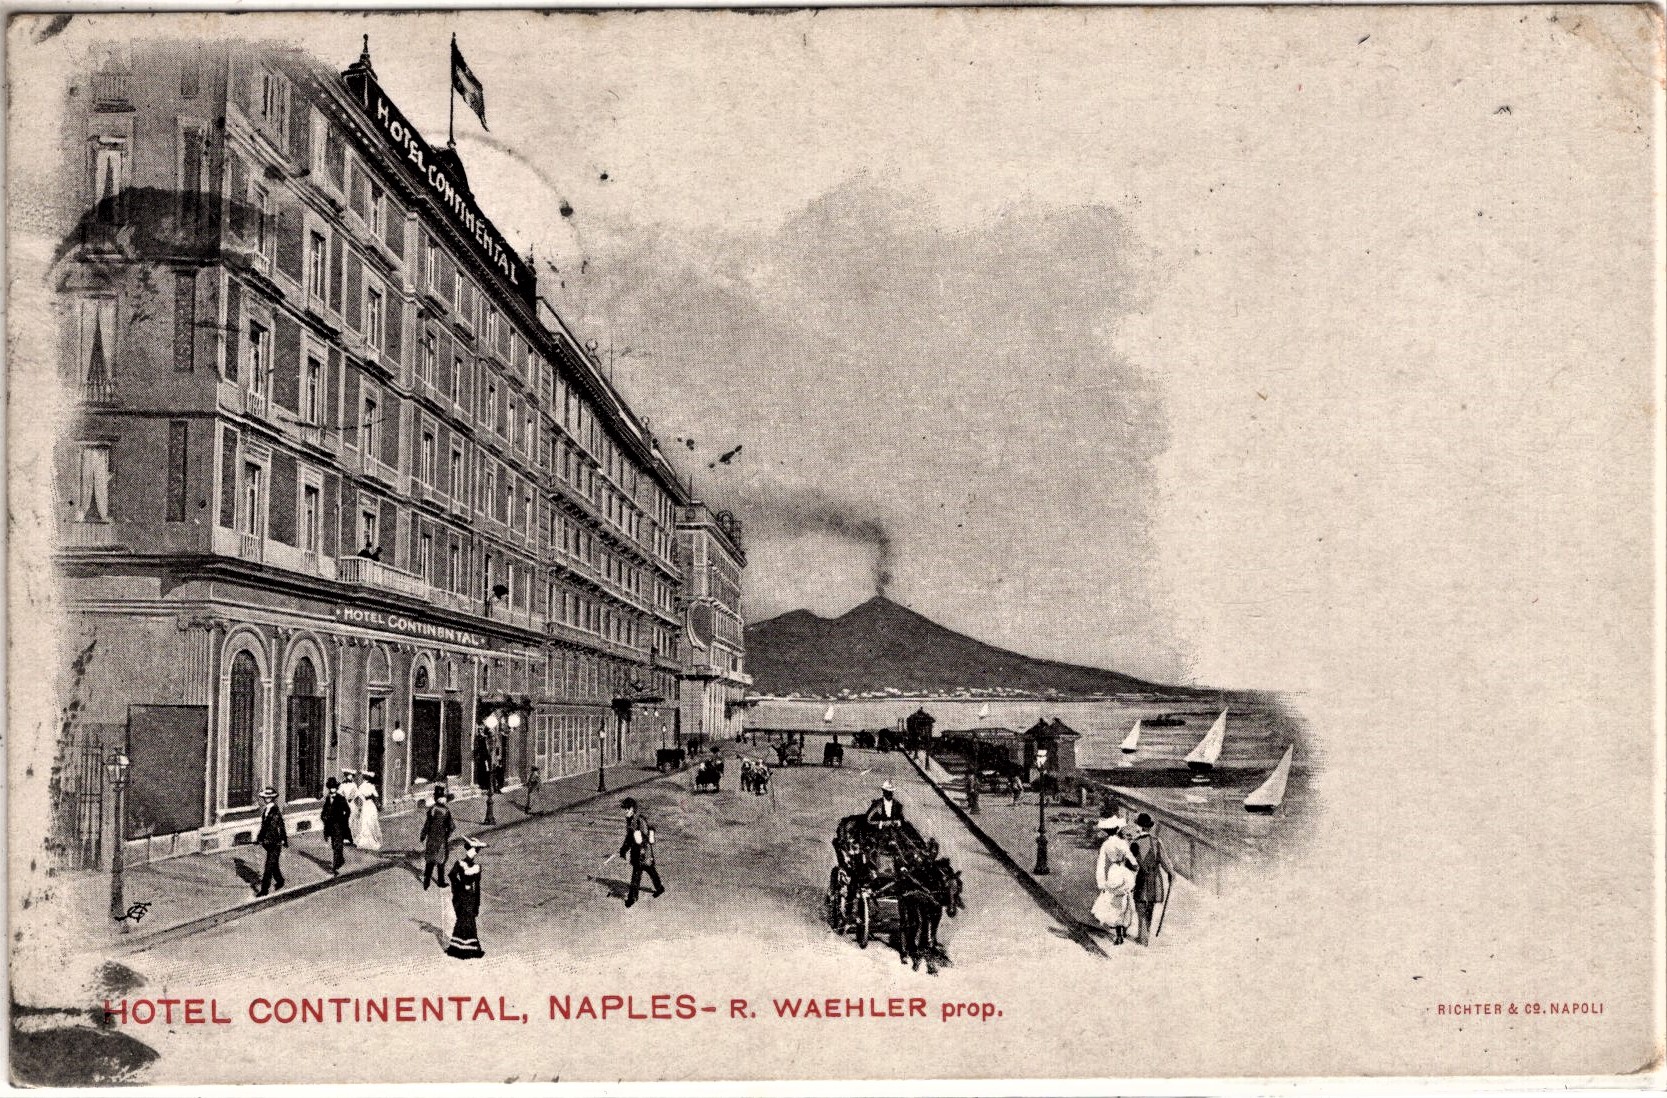 HOTEL CONTINENTAL
· HOTEL CONTINENTAL ·
HOTEL CONTINENTAL, NAPLES- R. WAEHLER prop.
RICHTER & Cº. NAPOLI